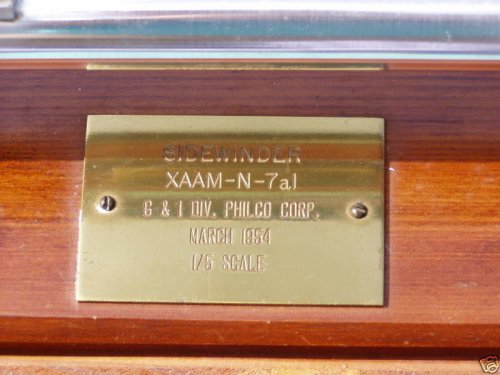 SIDEWINDER
XAAM-N-7a1
G & I DIV. PHILCO CORP.
MARCH 1954
1/5 SCALE